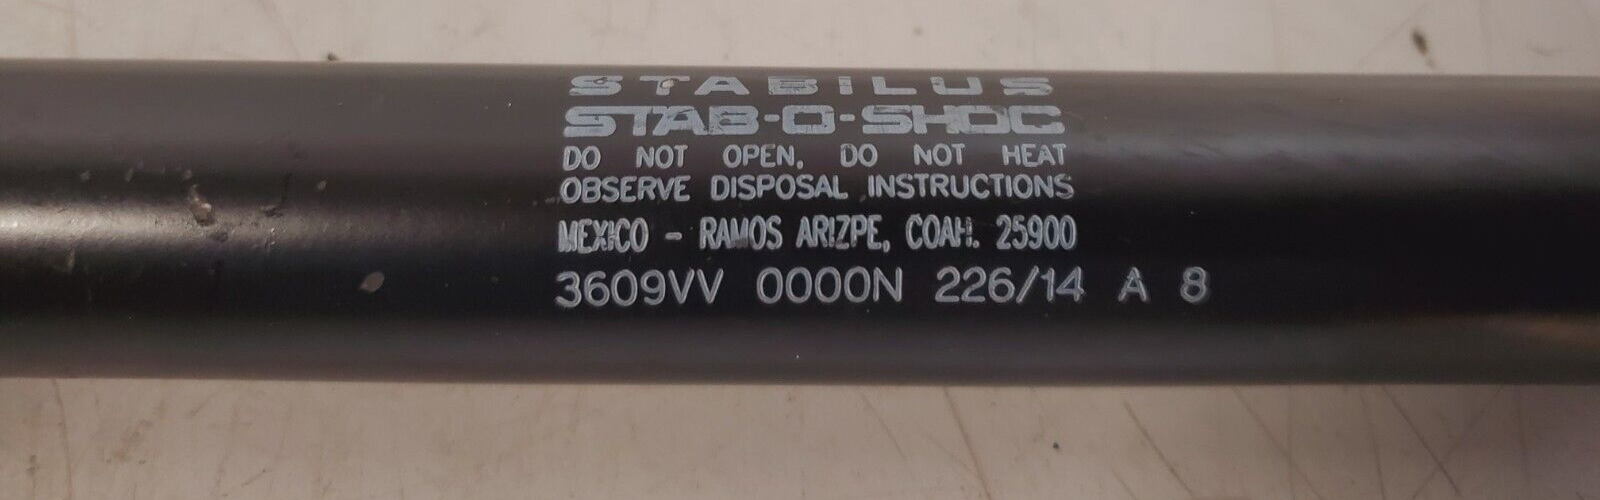 STABILUS
STAB-O-SHOC
DO NOT OPEN. DO NOT HEAT
OBSERVE DISPOSAL INSTRUCTIONS
MEXICO - RAMOS ARIZPE, COAH. 25900
3609VV 0000N 226/14 A 8